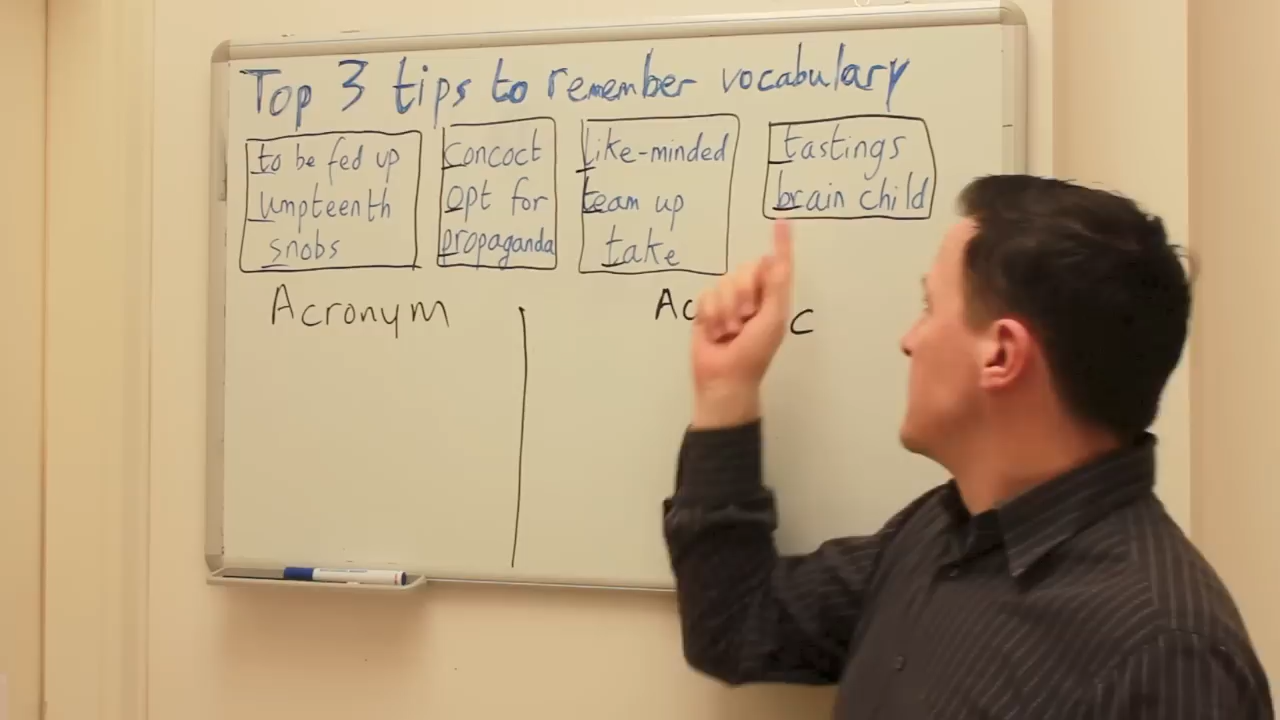 Top 3 tips to remember vocabulary
to be fed up
umpteenth
snobs
concoct
opt for
propaganda
like-minded
team up
take
tastings
brain child
Acronym